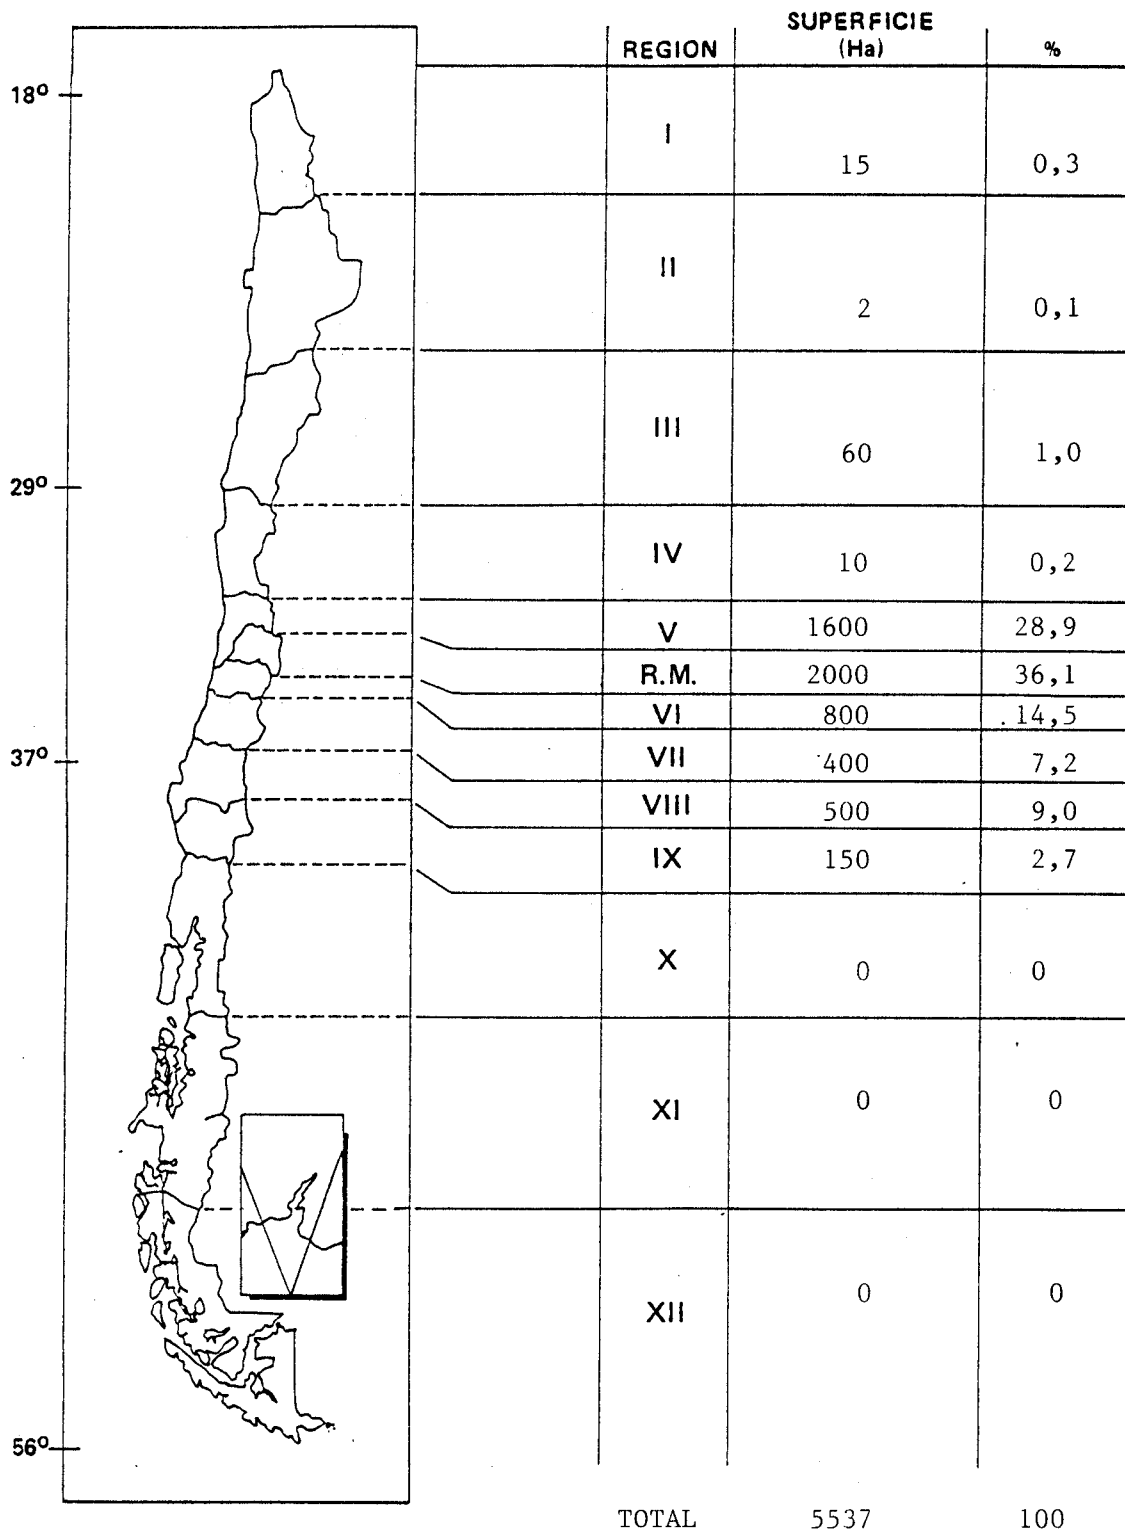 SUPERFICIE
REGION (Ha) %
18°
I 15 0,3
II 2 0,1
III 60 1,0
29°
IV 10 0,2
V 1600 28,9
R.M. 2000 36,1
VI 800 14,5
37°
VII 400 7,2
VIII 500 9,0
IX 150 2,7
X 0 0
XI 0 0
XII 0 0
56°
TOTAL 5537 100